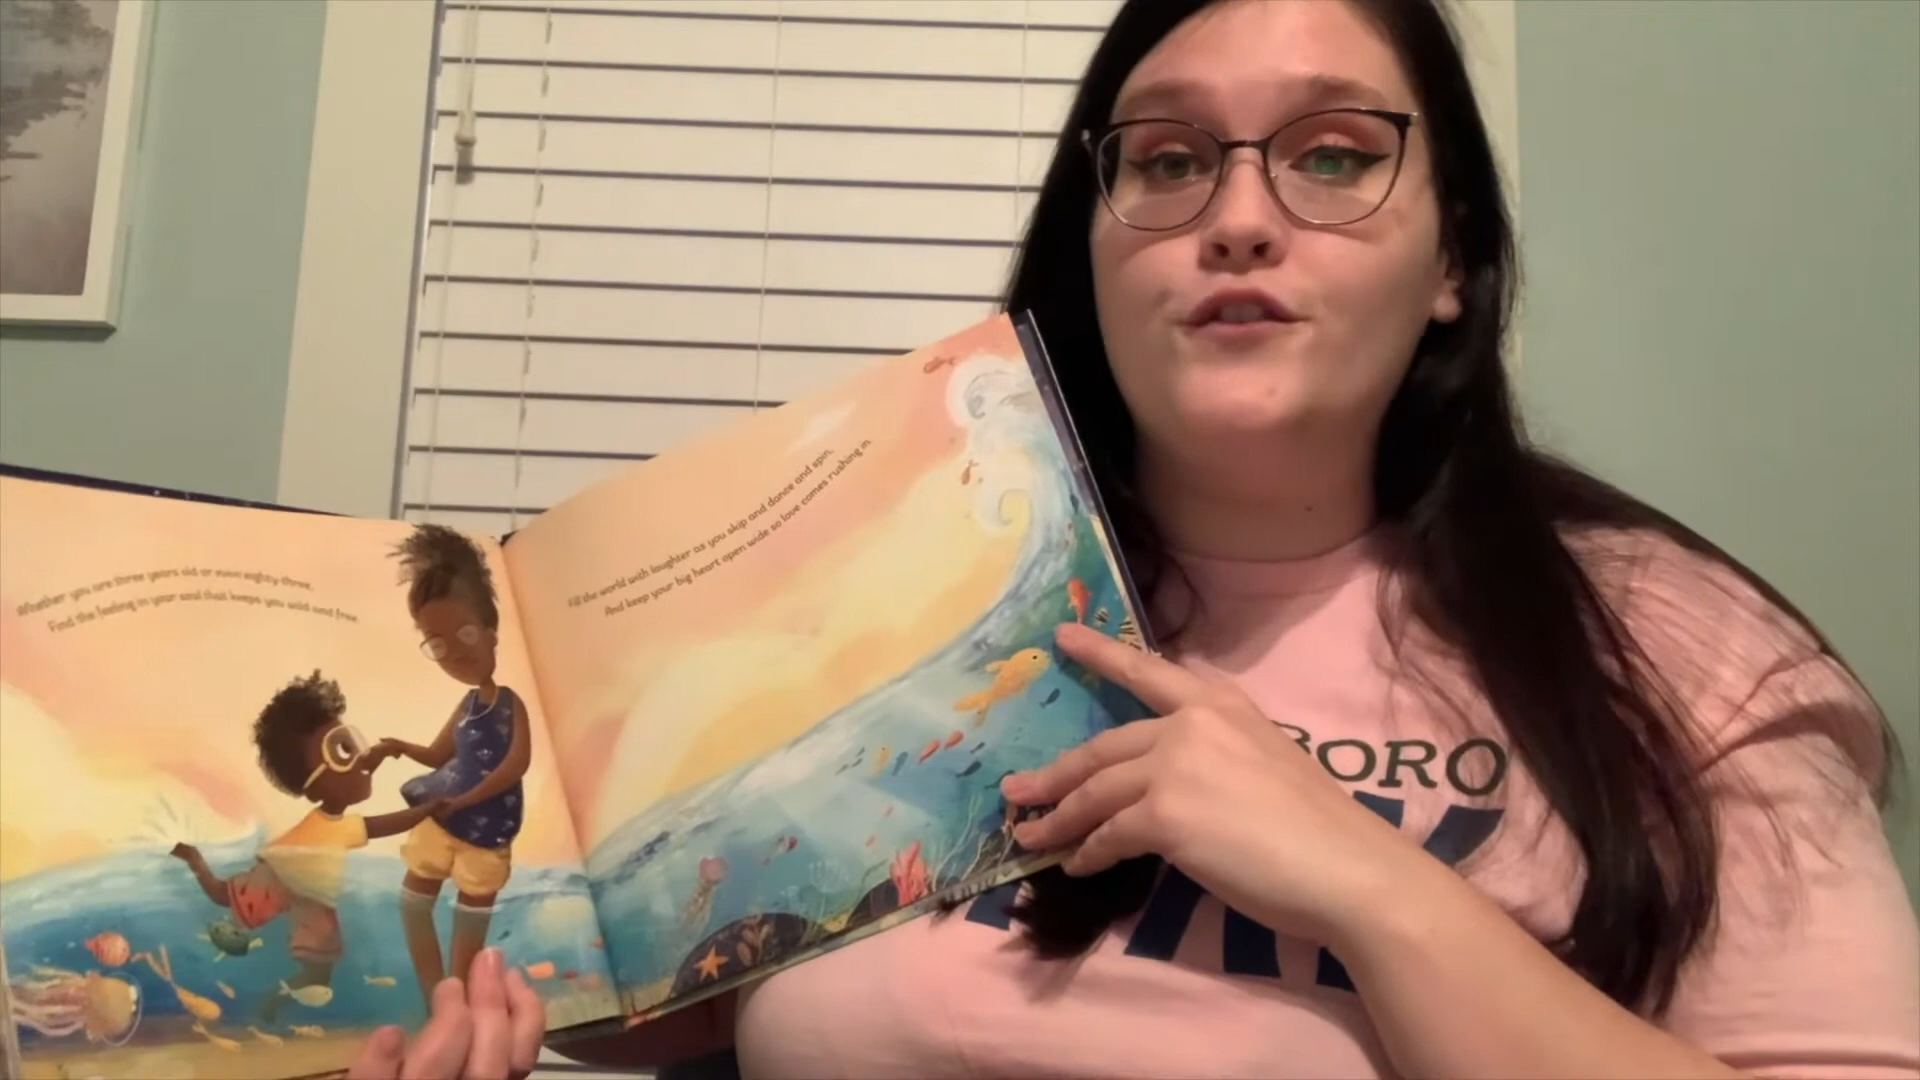 Whether you are three years old or even eighty-three,
Find the feeling in your soul that keeps you wild and free.
Fill the world with laughter as you skip and dance and spin,
And keep your big heart open wide so love comes rushing in.
BORO